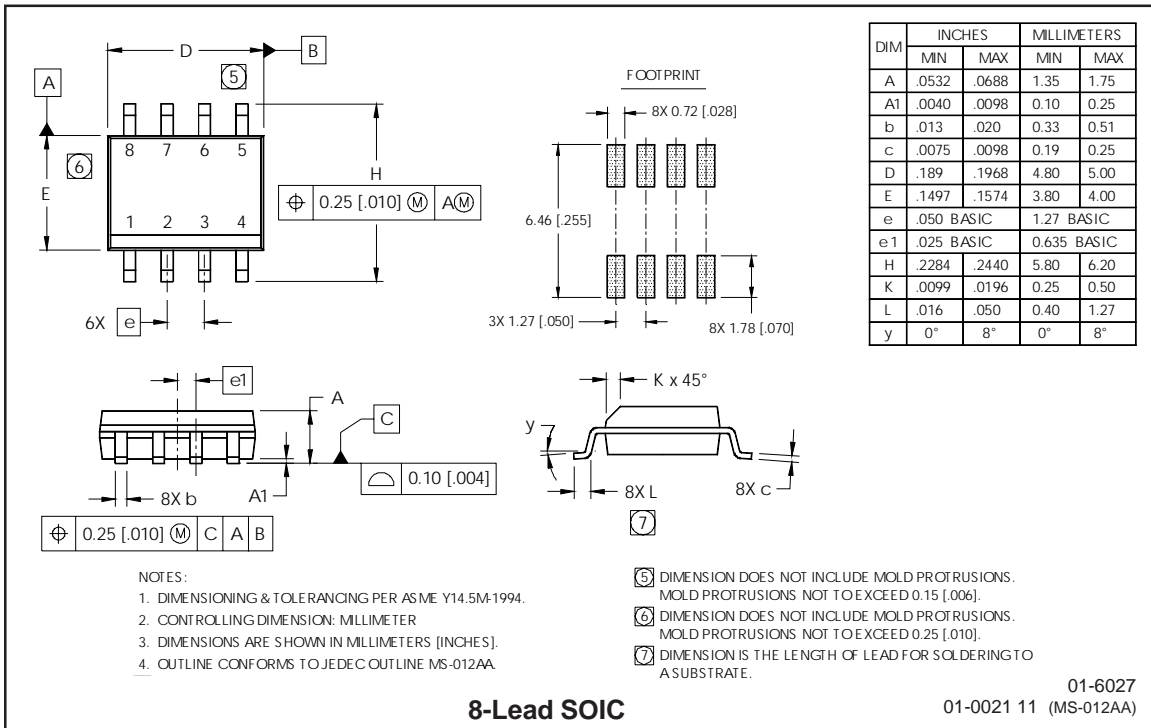 D
B
5
A
8 7 6 5
6
E
H
⌖ 0.25 [.010] Ⓜ AⓂ
1 2 3 4
6X e
FOOTPRINT
8X 0.72 [.028]
6.46 [.255]
3X 1.27 [.050]
8X 1.78 [.070]
DIM INCHES MILLIMETERS
MIN MAX MIN MAX
A .0532 .0688 1.35 1.75
A1 .0040 .0098 0.10 0.25
b .013 .020 0.33 0.51
c .0075 .0098 0.19 0.25
D .189 .1968 4.80 5.00
E .1497 .1574 3.80 4.00
e .050 BASIC 1.27 BASIC
e1 .025 BASIC 0.635 BASIC
H .2284 .2440 5.80 6.20
K .0099 .0196 0.25 0.50
L .016 .050 0.40 1.27
y 0° 8° 0° 8°
e1
A
C
0.10 [.004]
8X b
A1
⌖ 0.25 [.010] Ⓜ C A B
K x 45°
y
8X L
8X c
7
NOTES:
1. DIMENSIONING & TOLERANCING PER ASME Y14.5M-1994.
2. CONTROLLING DIMENSION: MILLIMETER
3. DIMENSIONS ARE SHOWN IN MILLIMETERS [INCHES].
4. OUTLINE CONFORMS TO JEDEC OUTLINE MS-012AA.
5 DIMENSION DOES NOT INCLUDE MOLD PROTRUSIONS.
MOLD PROTRUSIONS NOT TO EXCEED 0.15 [.006].
6 DIMENSION DOES NOT INCLUDE MOLD PROTRUSIONS.
MOLD PROTRUSIONS NOT TO EXCEED 0.25 [.010].
7 DIMENSION IS THE LENGTH OF LEAD FOR SOLDERING TO
A SUBSTRATE.
8-Lead SOIC
01-6027
01-0021 11 (MS-012AA)